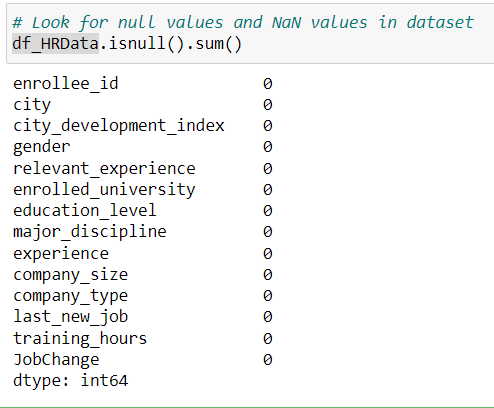 # Look for null values and NaN values in dataset
df_HRData.isnull().sum()
enrollee_id 0
city 0
city_development_index 0
gender 0
relevant_experience 0
enrolled_university 0
education_level 0
major_discipline 0
experience 0
company_size 0
company_type 0
last_new_job 0
training_hours 0
JobChange 0
dtype: int64